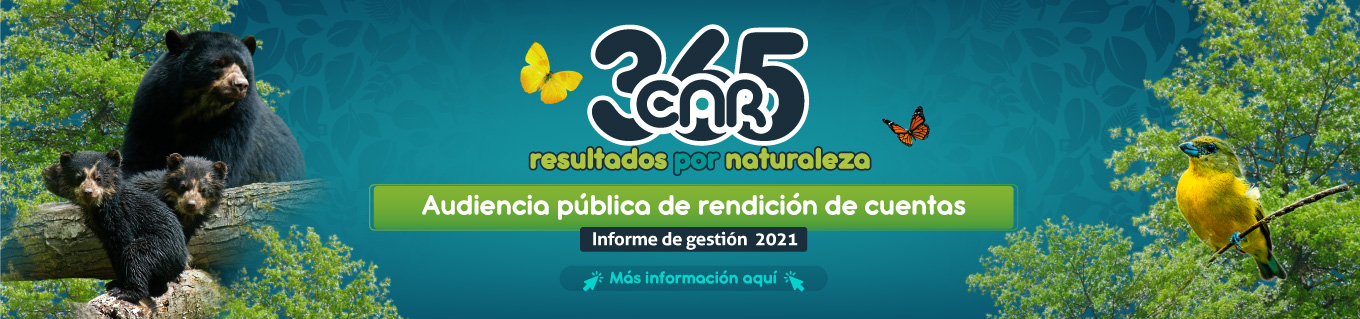 365
CAR
resultados por naturaleza
Audiencia pública de rendición de cuentas
Informe de gestión 2021
Más información aquí